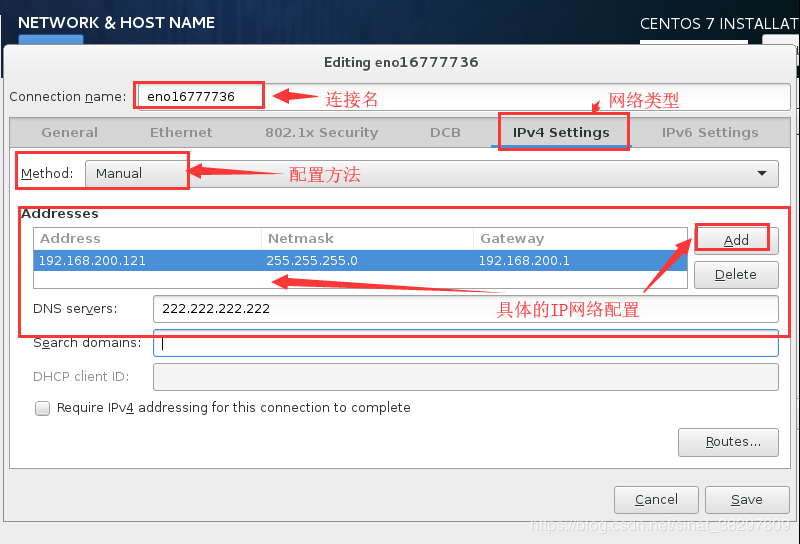 NETWORK & HOST NAME
CENTOS 7 INSTALLAT
Editing eno16777736
Connection name: eno16777736 连接名
网络类型
General Ethernet 802.1x Security DCB IPv4 Settings IPv6 Settings
Method: Manual 配置方法
Addresses
Address Netmask Gateway Add
192.168.200.121 255.255.255.0 192.168.200.1
Delete
DNS servers: 222.222.222.222 具体的IP网络配置
Search domains:
DHCP client ID:
Require IPv4 addressing for this connection to complete
Routes...
Cancel Save
https://blog.csdn.net/sinat_38297809